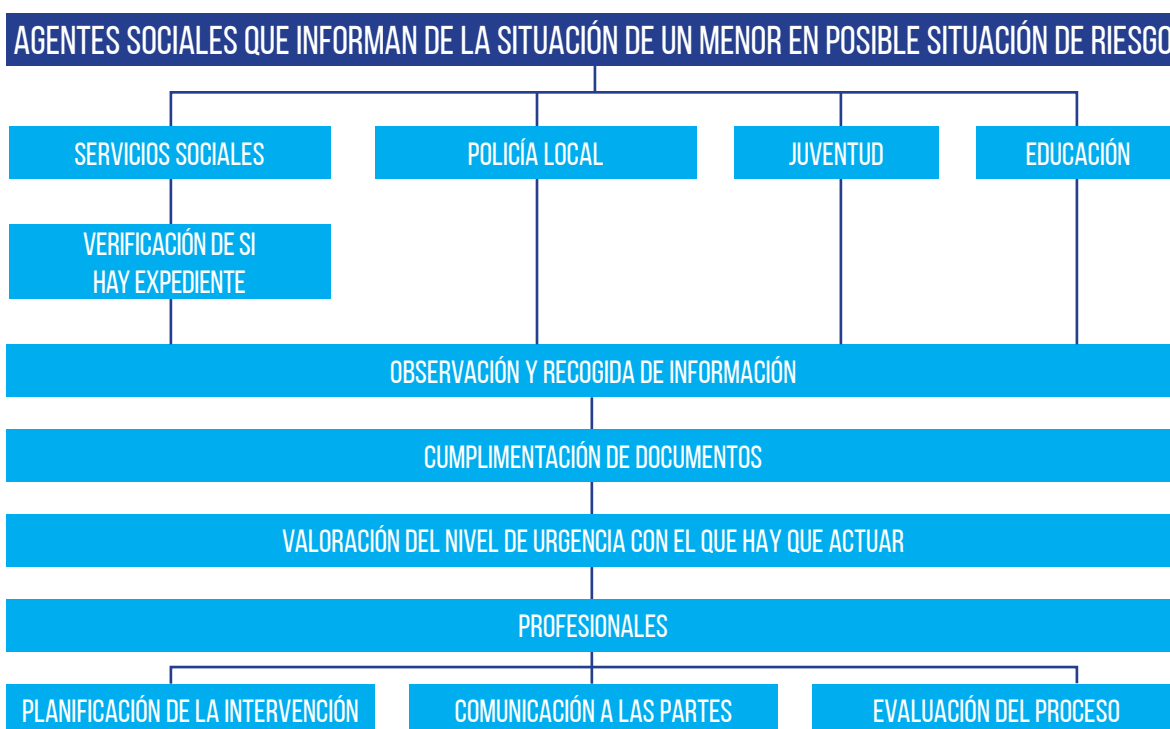 AGENTES SOCIALES QUE INFORMAN DE LA SITUACIÓN DE UN MENOR EN POSIBLE SITUACIÓN DE RIESGO
SERVICIOS SOCIALES
POLICÍA LOCAL
JUVENTUD
EDUCACIÓN
VERIFICACIÓN DE SI
HAY EXPEDIENTE
OBSERVACIÓN Y RECOGIDA DE INFORMACIÓN
CUMPLIMENTACIÓN DE DOCUMENTOS
VALORACIÓN DEL NIVEL DE URGENCIA CON EL QUE HAY QUE ACTUAR
PROFESIONALES
PLANIFICACIÓN DE LA INTERVENCIÓN
COMUNICACIÓN A LAS PARTES
EVALUACIÓN DEL PROCESO